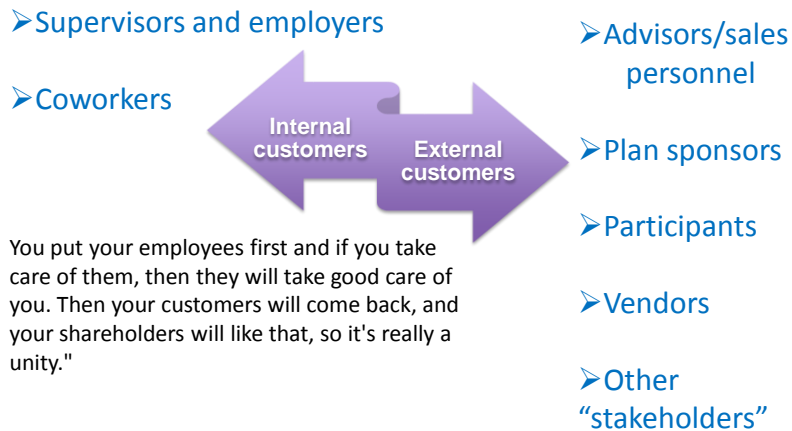 ➢Supervisors and employers
➢Coworkers
Internal
customers
External
customers
You put your employees first and if you take
care of them, then they will take good care of
you. Then your customers will come back, and
your shareholders will like that, so it's really a
unity."
➢Advisors/sales
personnel
➢Plan sponsors
➢Participants
➢Vendors
➢Other
“stakeholders”